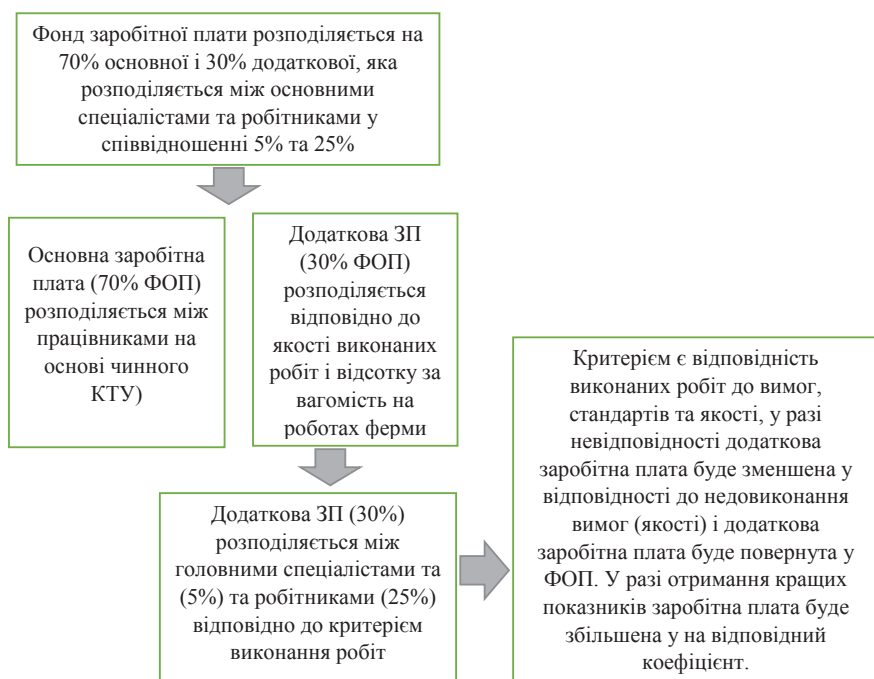 Фонд заробітної плати розподіляється на
70% основної і 30% додаткової, яка
розподіляється між основними
спеціалістами та робітниками у
співвідношенні 5% та 25%
Основна заробітна
плата (70% ФОП)
розподіляється між
працівниками на
основі чинного
КТУ)
Додаткова ЗП
(30% ФОП)
розподіляється
відповідно до
якості виконаних
робіт і відсотку за
вагомість на
роботах ферми
Додаткова ЗП (30%)
розподіляється між
головними спеціалістами та
(5%) та робітниками (25%)
відповідно до критерієм
виконання робіт
Критерієм є відповідність
виконаних робіт до вимог,
стандартів та якості, у разі
невідповідності додаткова
заробітна плата буде зменшена у
відповідності до недовиконання
вимог (якості) і додаткова
заробітна плата буде повернута у
ФОП. У разі отримання кращих
показників заробітна плата буде
збільшена у на відповідний
коефіцієнт.